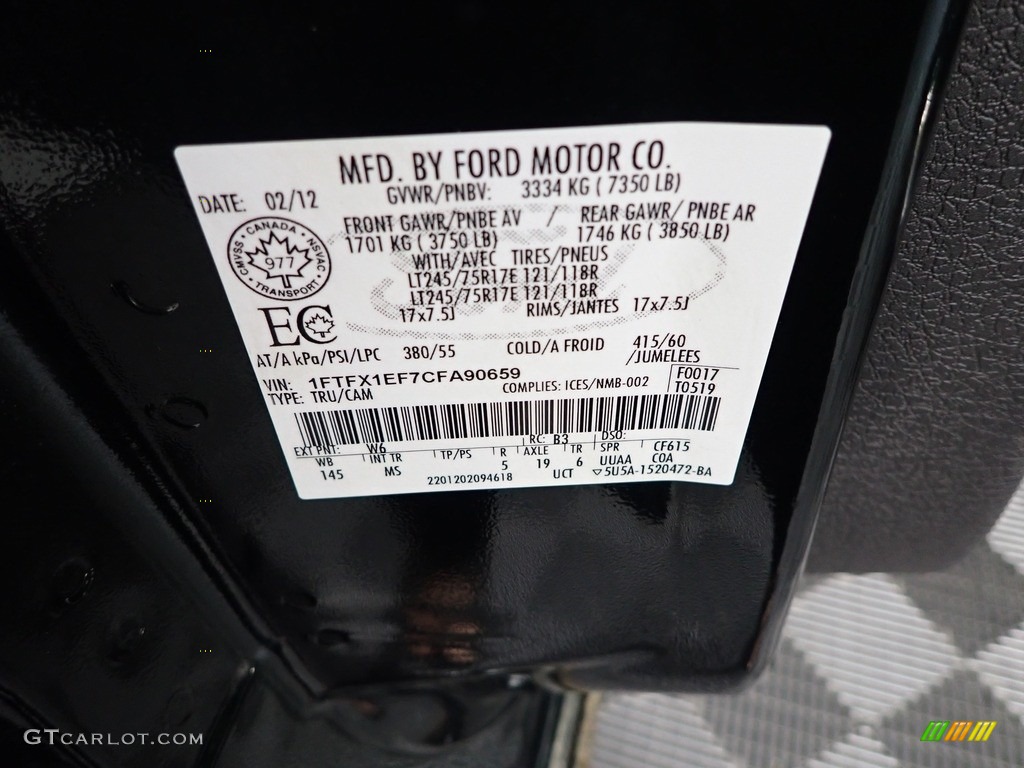 MFD. BY FORD MOTOR CO.
DATE: 02/12
GVWR/PNBV: 3334 KG ( 7350 LB)
FRONT GAWR/PNBE AV / REAR GAWR/ PNBE AR
1701 KG ( 3750 LB) 1746 KG ( 3850 LB)
WITH/AVEC TIRES/PNEUS
LT245/75R17E 121/118R
LT245/75R17E 121/118R
17x7.5J RIMS/JANTES 17x7.5J
CANADA
CMVSS 977 NSVAC
TRANSPORT
EC
AT/A kPa/PSI/LPC 380/55 COLD/A FROID 415/60
/JUMELEES
VIN: 1FTFX1EF7CFA90659 COMPLIES: ICES/NMB-002 F0017
TYPE: TRU/CAM T0519
EXT PNT: W6 RC: B3 DSO:
WB INT TR TP/PS R AXLE TR SPR CF615
145 MS 5 19 6 UUAA COA
2201202094618 UCT ▽5U5A-1520472-BA
GTCARLOT.COM